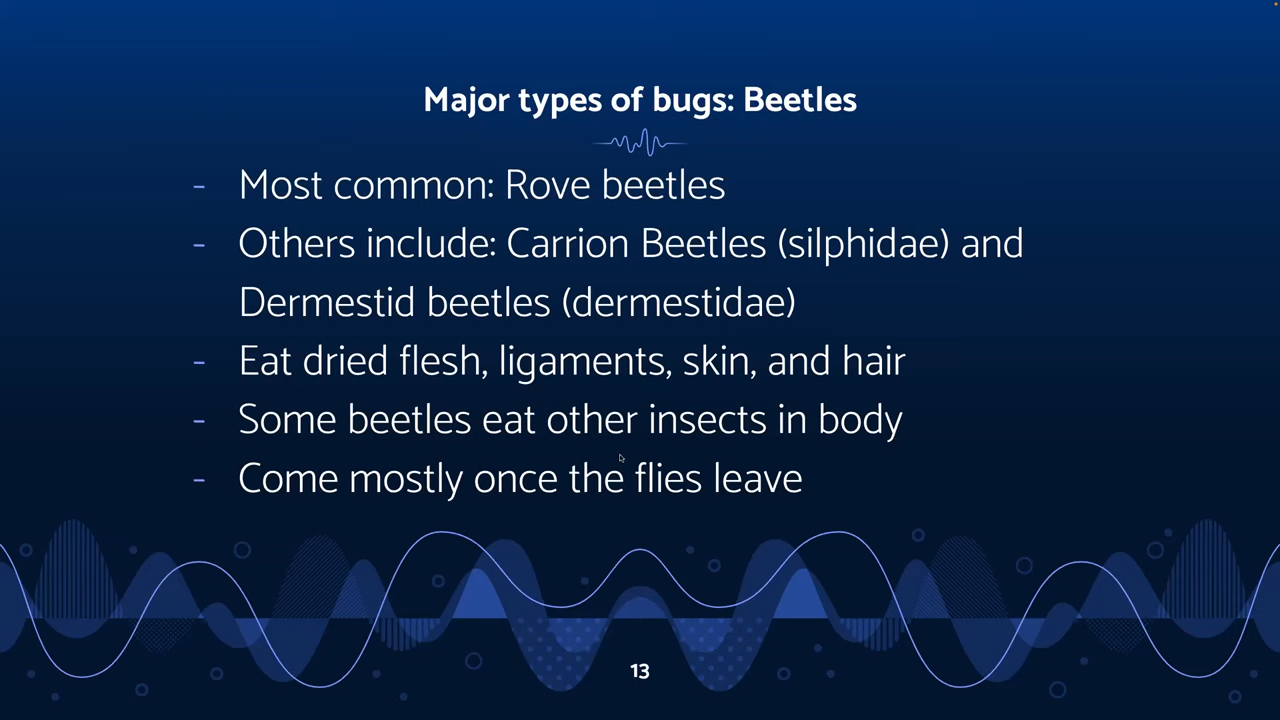 Major types of bugs: Beetles
- Most common: Rove beetles
- Others include: Carrion Beetles (silphidae) and
Dermestid beetles (dermestidae)
- Eat dried flesh, ligaments, skin, and hair
- Some beetles eat other insects in body
- Come mostly once the flies leave
13